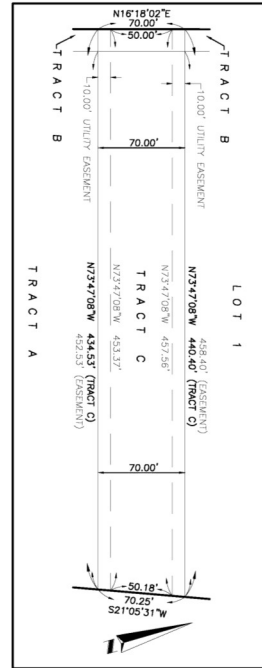 N16°18'02"E
70.00'
50.00'
TRACT B
TRACT B
10.00' UTILITY EASEMENT
10.00' UTILITY EASEMENT
70.00'
LOT 1
458.40' (EASEMENT)
N73°47'08"W 440.40' (TRACT C)
N73°47'08"W 457.56'
TRACT C
N73°47'08"W 453.37'
N73°47'08"W 434.53' (TRACT C)
452.53' (EASEMENT)
TRACT A
70.00'
50.18'
70.25'
S21°05'31"W
N